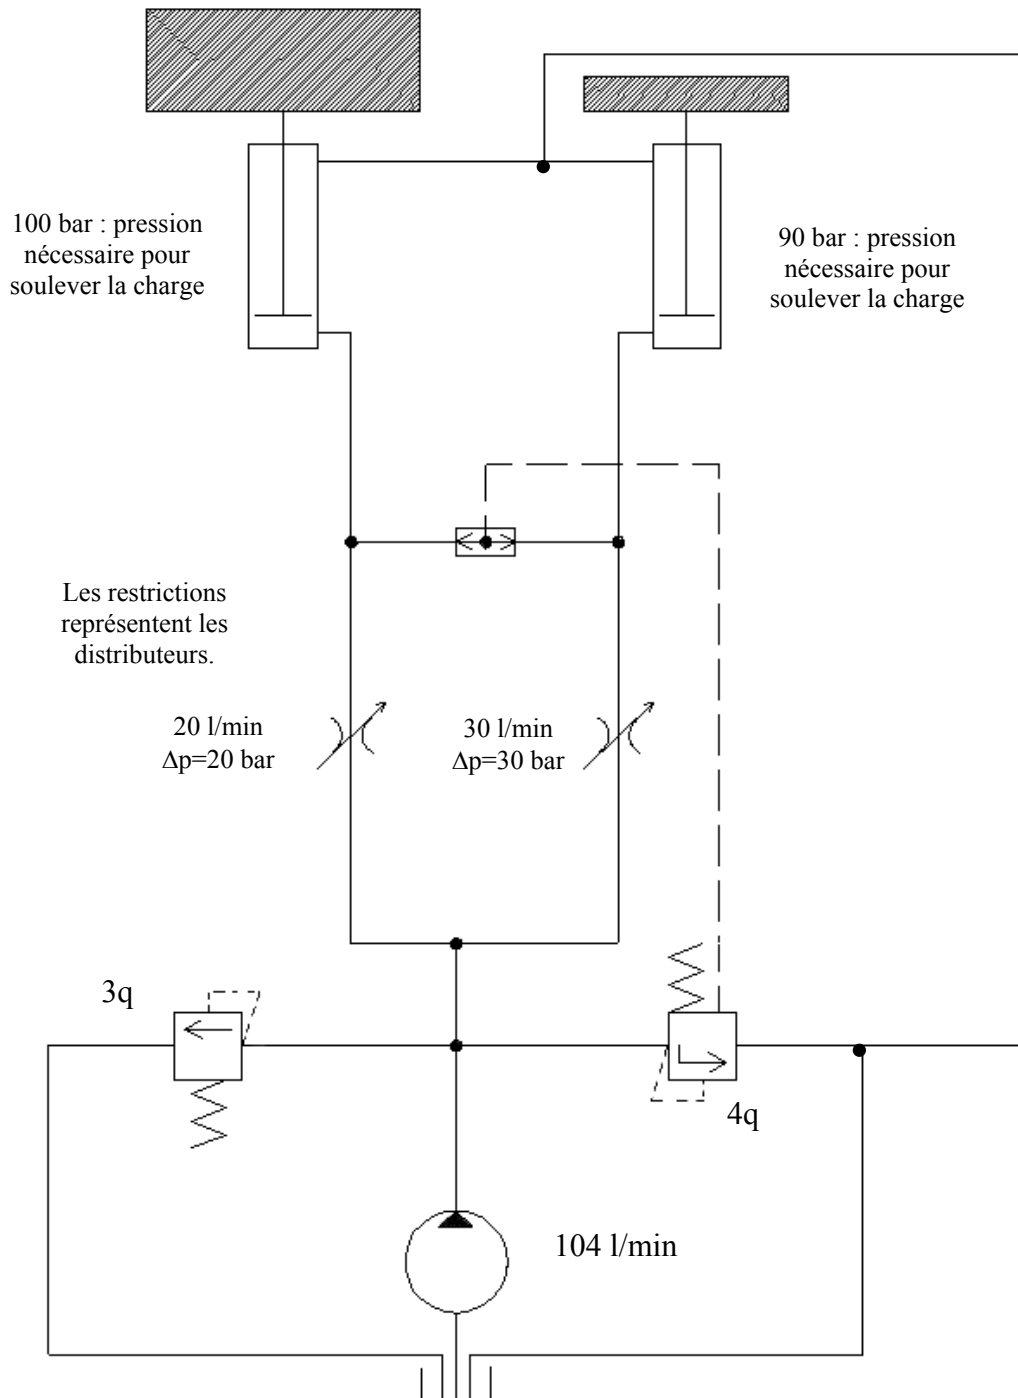 100 bar : pression
nécessaire pour
soulever la charge
90 bar : pression
nécessaire pour
soulever la charge
Les restrictions
représentent les
distributeurs.
20 l/min
Δp=20 bar
30 l/min
Δp=30 bar
3q
4q
104 l/min